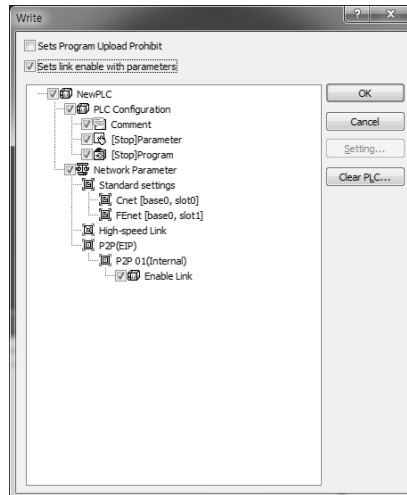 Write
Sets Program Upload Prohibit
Sets link enable with parameters
NewPLC
PLC Configuration
Comment
[Stop]Parameter
[Stop]Program
Network Parameter
Standard settings
Cnet [base0, slot0]
FEnet [base0, slot1]
High-speed Link
P2P(EIP)
P2P 01(Internal)
Enable Link
OK
Cancel
Setting...
Clear PLC...